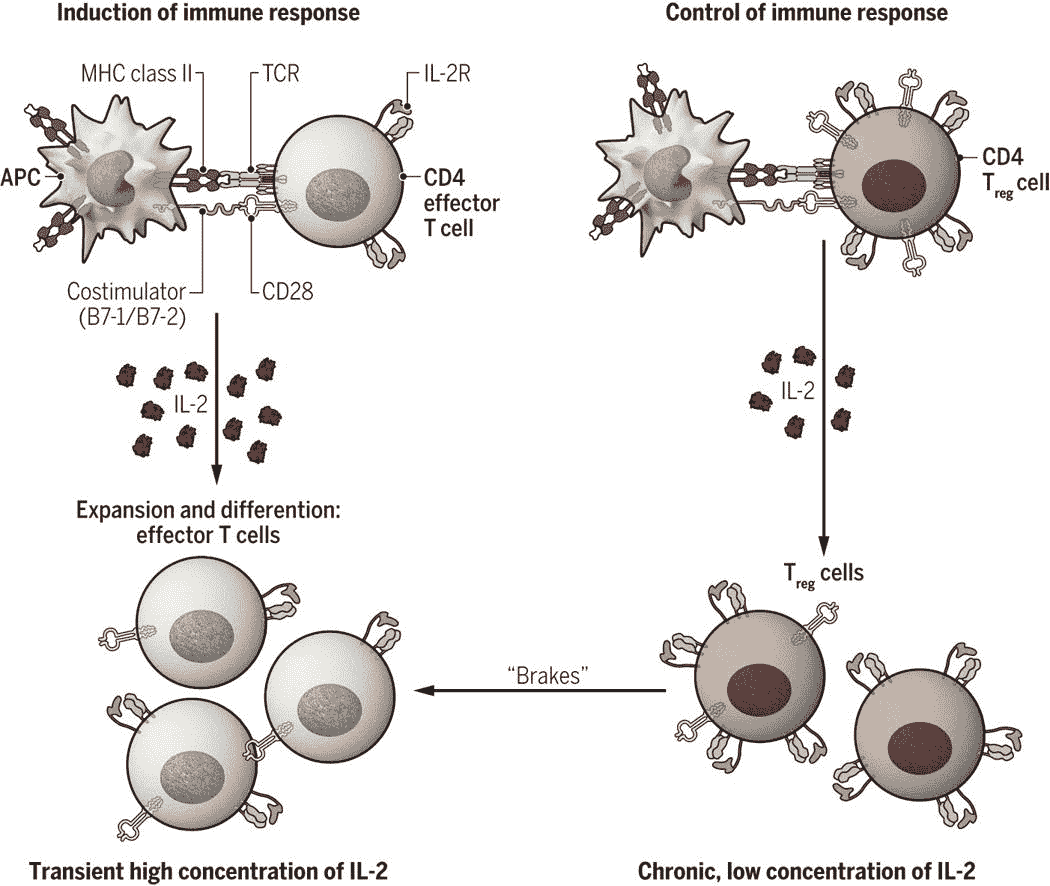 Induction of immune response
Control of immune response
MHC class II
TCR
IL-2R
APC
CD4
effector
T cell
CD4
Treg cell
Costimulator
(B7-1/B7-2)
CD28
IL-2
IL-2
Expansion and differention:
effector T cells
Treg cells
“Brakes”
Transient high concentration of IL-2
Chronic, low concentration of IL-2